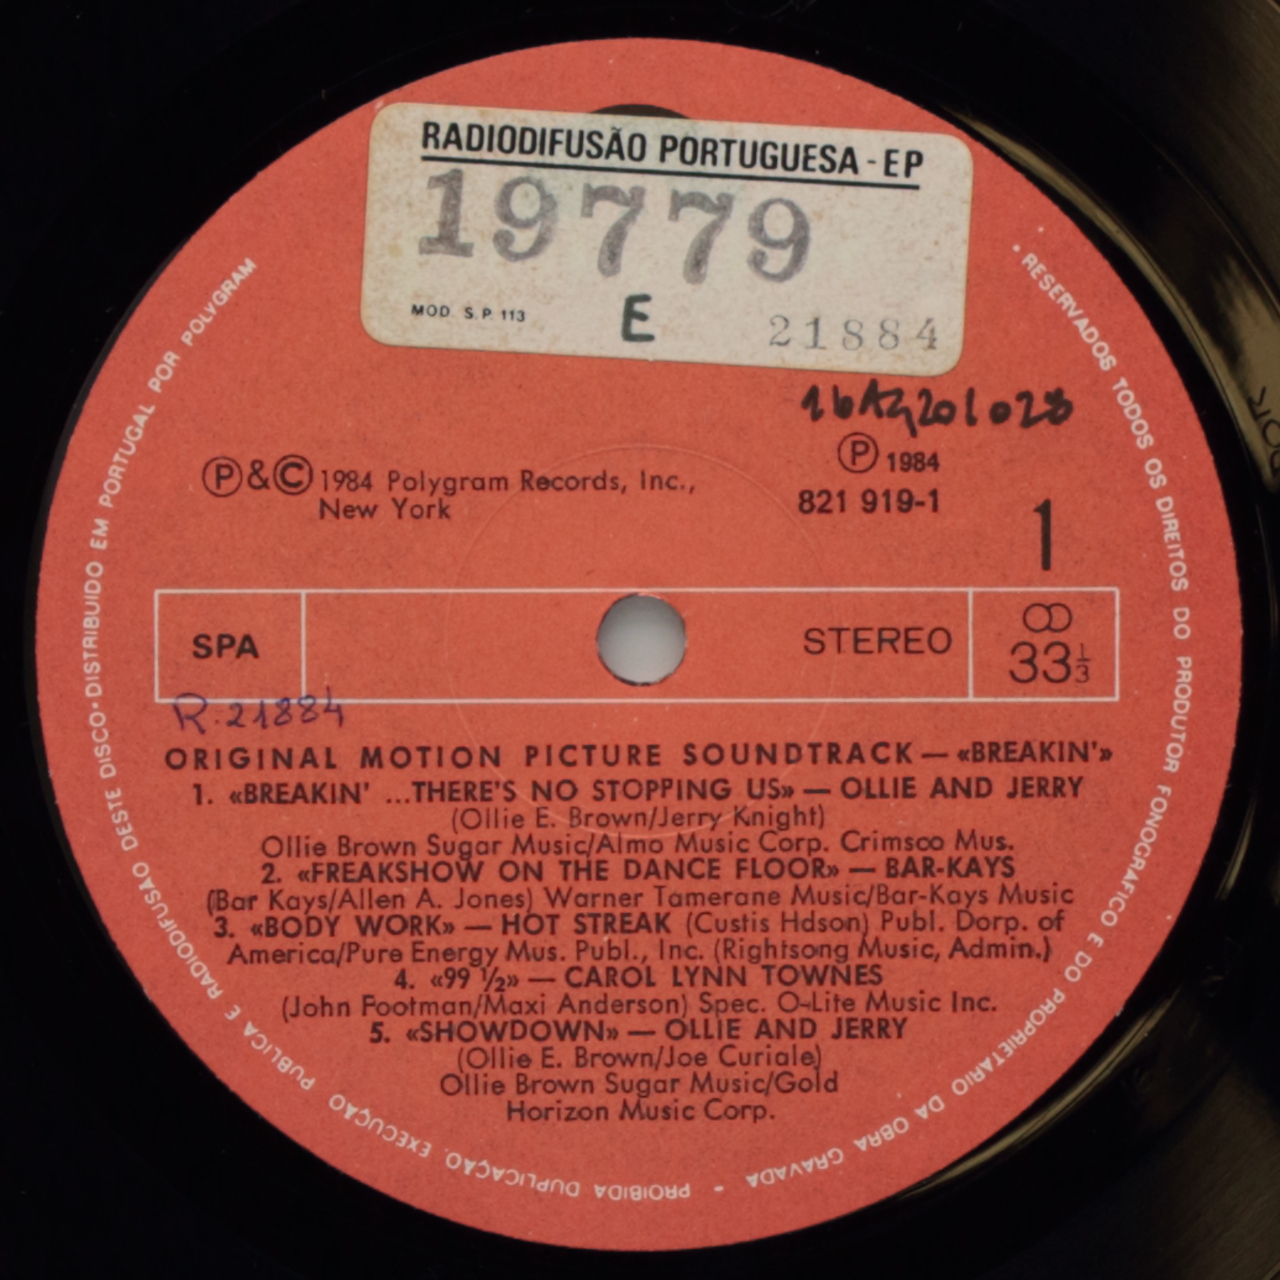 RADIODIFUSÃO PORTUGUESA - EP
19779
MOD. S.P. 113
E
21884
Ⓟ 1984
821 919-1
Ⓟ&Ⓒ 1984 Polygram Records, Inc.,
New York
1
SPA
STEREO
33 1/3
R.21884
ORIGINAL MOTION PICTURE SOUNDTRACK — «BREAKIN'»
1. «BREAKIN' ...THERE'S NO STOPPING US» — OLLIE AND JERRY
(Ollie E. Brown/Jerry Knight)
Ollie Brown Sugar Music/Almo Music Corp. Crimsco Mus.
2. «FREAKSHOW ON THE DANCE FLOOR» — BAR-KAYS
(Bar Kays/Allen A. Jones) Warner Tamerane Music/Bar-Kays Music
3. «BODY WORK» — HOT STREAK (Custis Hdson) Publ. Dorp. of
America/Pure Energy Mus. Publ., Inc. (Rightsong Music, Admin.)
4. «99 ½» — CAROL LYNN TOWNES
(John Footman/Maxi Anderson) Spec. O-Lite Music Inc.
5. «SHOWDOWN» — OLLIE AND JERRY
(Ollie E. Brown/Joe Curiale)
Ollie Brown Sugar Music/Gold
Horizon Music Corp.
• RESERVADOS TODOS OS DIREITOS DO PRODUTOR FONOGRAFICO E DO PROPRIETARIO DA OBRA GRAVADA - PROIBIDA DUPLICAÇÃO, EXECUÇÃO PUBLICA E RADIODIFUSÃO DESTE DISCO•DISTRIBUIDO EM PORTUGAL POR POLYGRAM